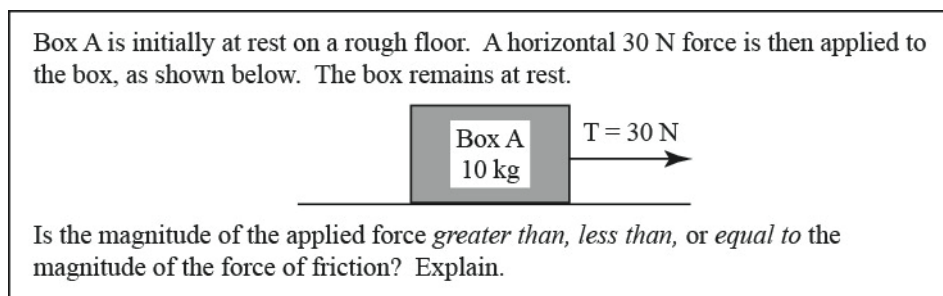 Box A is initially at rest on a rough floor. A horizontal 30 N force is then applied to
the box, as shown below. The box remains at rest.
Box A
10 kg
T = 30 N
Is the magnitude of the applied force greater than, less than, or equal to the
magnitude of the force of friction? Explain.